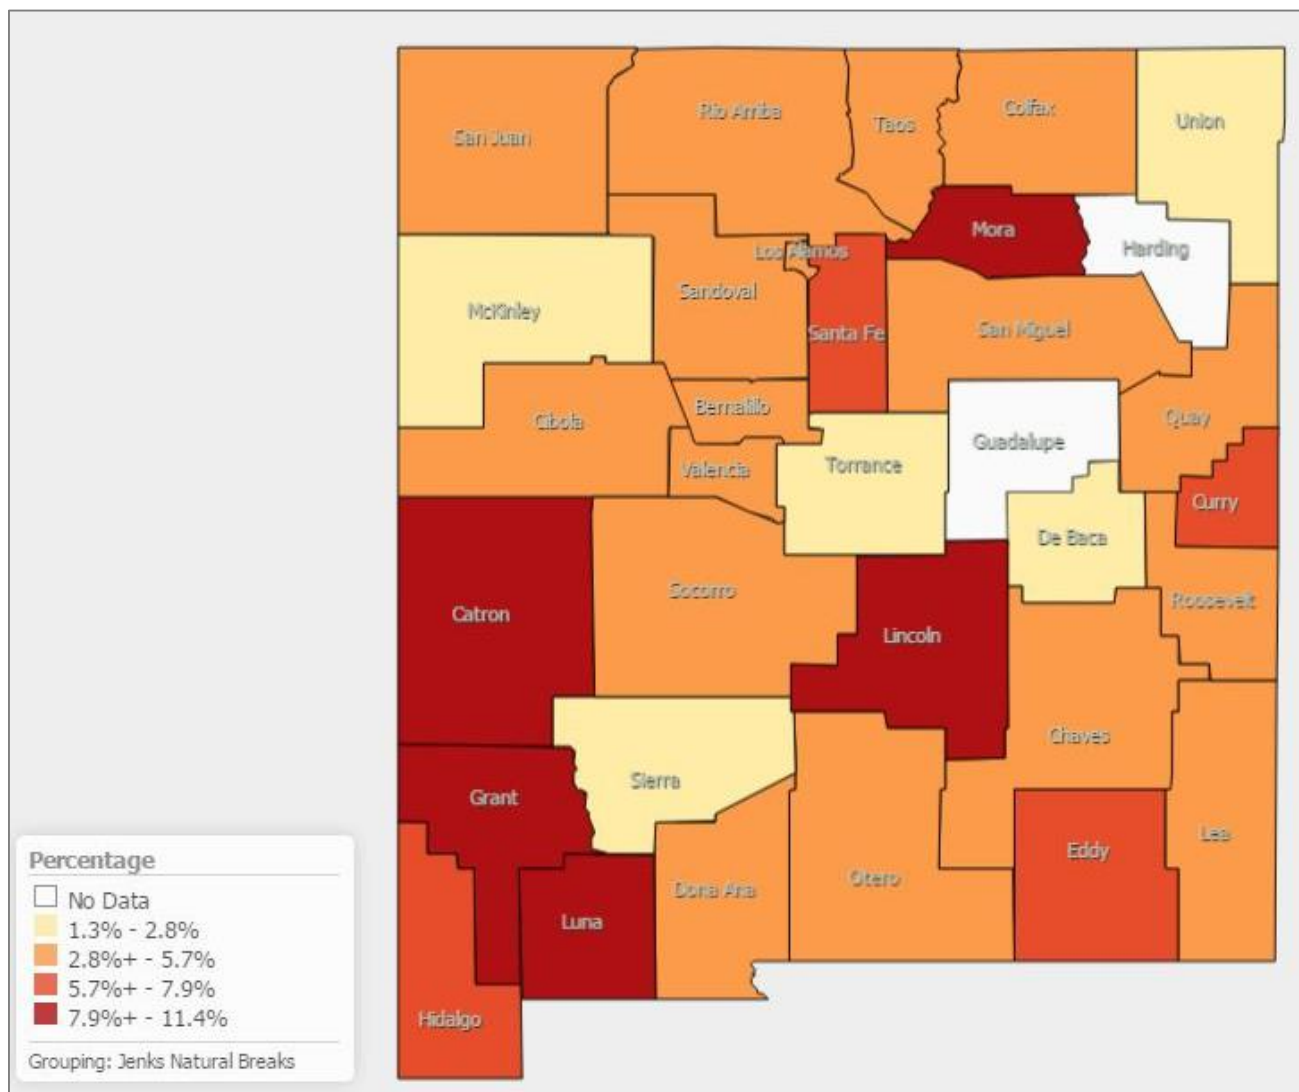 San Juan
Rio Arriba
Taos
Colfax
Union
Mora
Harding
Los Alamos
McKinley
Sandoval
Santa Fe
San Miguel
Cibola
Bernalillo
Quay
Guadalupe
Torrance
Valencia
Curry
De Baca
Catron
Socorro
Lincoln
Roosevelt
Chaves
Sierra
Grant
Lea
Eddy
Otero
Dona Ana
Luna
Hidalgo
Percentage
No Data
1.3% - 2.8%
2.8%+ - 5.7%
5.7%+ - 7.9%
7.9%+ - 11.4%
Grouping: Jenks Natural Breaks